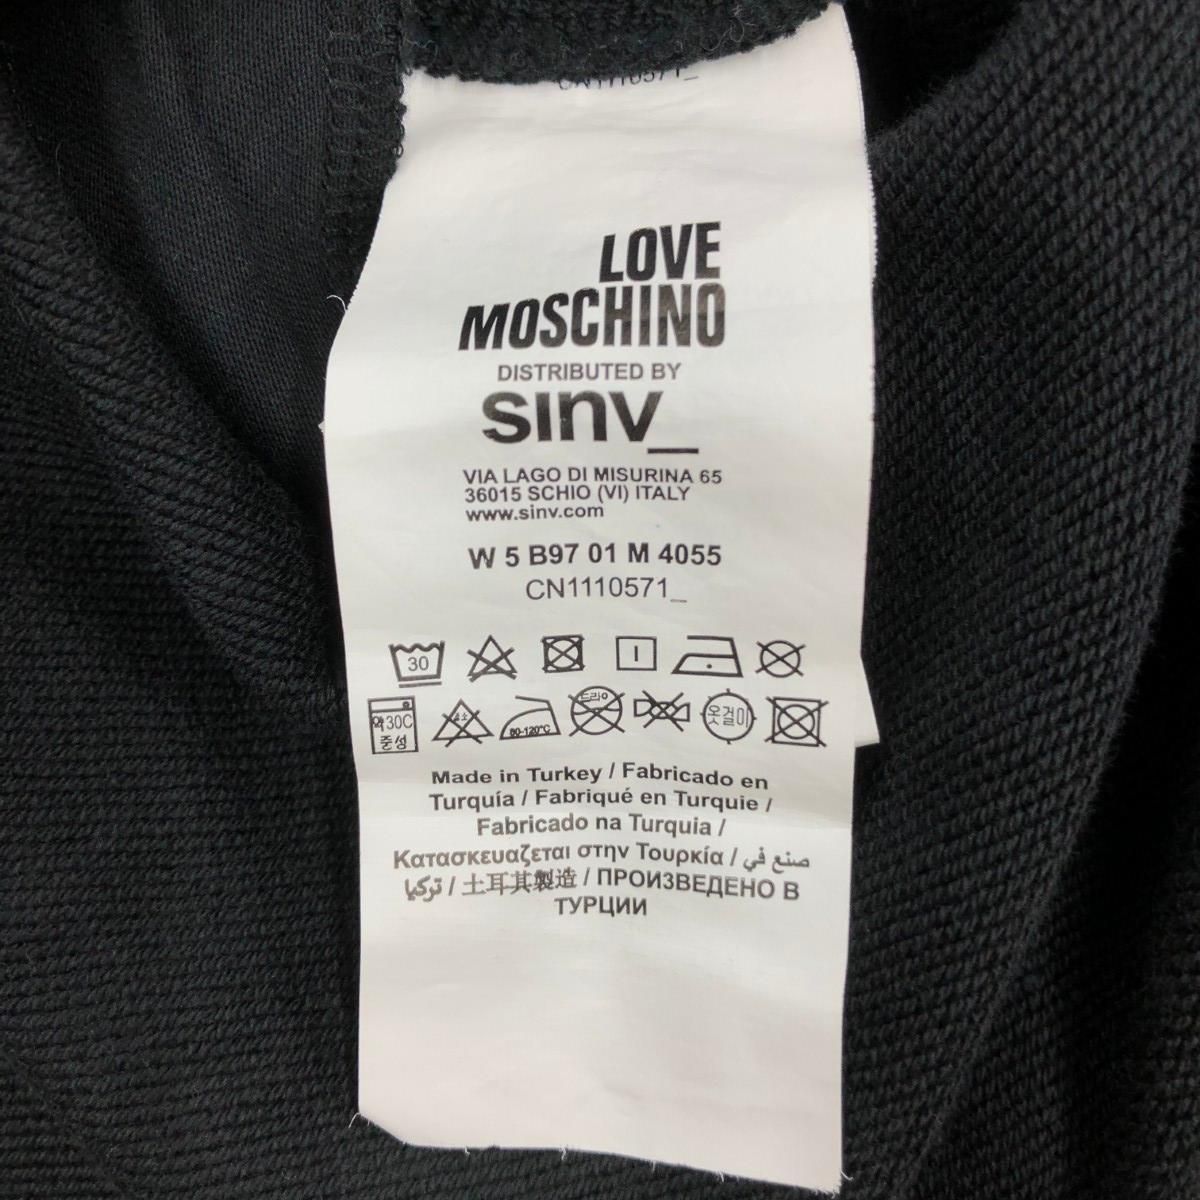 CN1110571_
LOVE
MOSCHINO
DISTRIBUTED BY
sinv_
VIA LAGO DI MISURINA 65
36015 SCHIO (VI) ITALY
www.sinv.com
W 5 B97 01 M 4055
CN1110571_
30
약30C
중성
염소
80-120°C
드라이
옷걸이
Made in Turkey / Fabricado en
Turquía / Fabriqué en Turquie /
Fabricado na Turquia /
Κατασκευαζεται στην Τουρκία / صنع في
تركيا / 土耳其製造 / ПРОИЗВЕДЕНО В
ТУРЦИИ